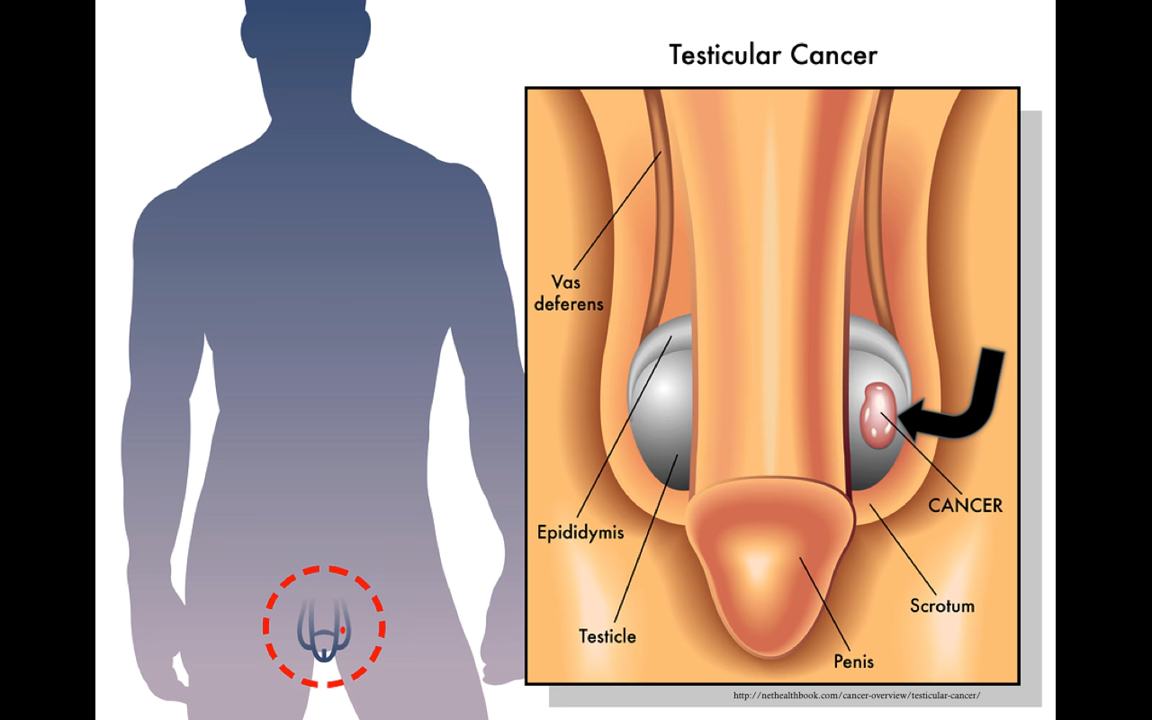 Testicular Cancer
Vas
deferens
Epididymis
Testicle
CANCER
Scrotum
Penis
http://nethealthbook.com/cancer-overview/testicular-cancer/